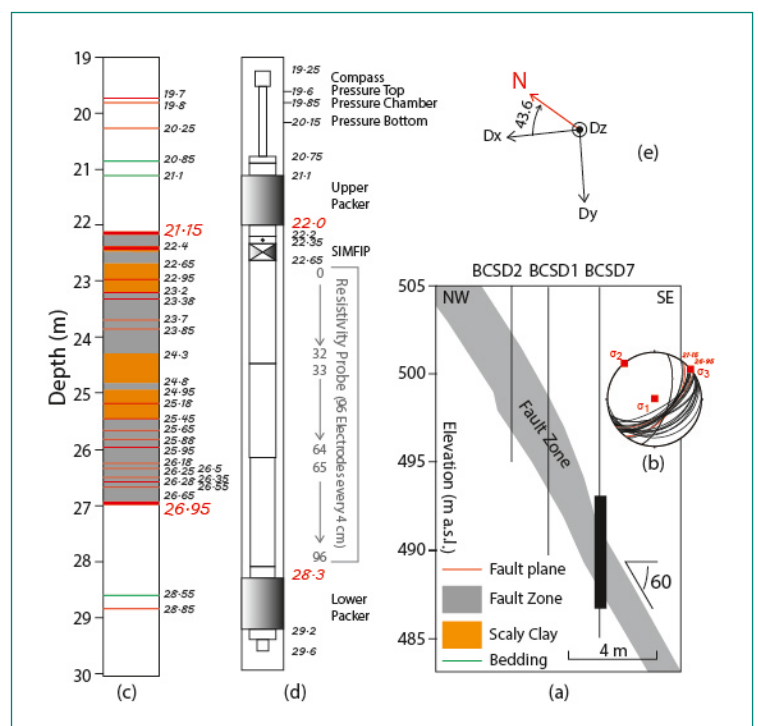 19
20
21
22
23
24
25
26
27
28
29
30
Depth (m)
19·7
19·8
20·25
20·85
21·1
21·15
22·4
22·65
22·95
23·2
23·38
23·7
23·85
24·3
24·8
24·95
25·18
25·45
25·65
25·88
25·95
26·18
26·25 26·5
26·28 26·35
26·55
26·65
26·95
28·55
28·85
(c)
19·25
19·6
19·85
20·15
20·75
21·1
22·0
22·2
22·35
22·65
28·3
29·2
29·6
Compass
Pressure Top
Pressure Chamber
Pressure Bottom
Upper
Packer
SIMFIP
0
32
33
64
65
96
Resistivity Probe (96 Electrodes every 4 cm)
Lower
Packer
(d)
N
43.6
Dx
Dz
Dy
(e)
BCSD2 BCSD1 BCSD7
505
500
495
490
485
Elevation (m a.s.l.)
NW
SE
Fault Zone
σ2
σ1
σ3
21·15
26·95
(b)
60
Fault plane
Fault Zone
Scaly Clay
Bedding
4 m
(a)